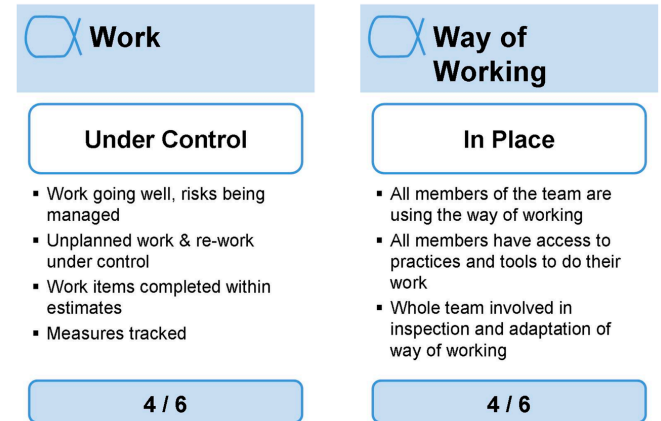 Work
Under Control
▪ Work going well, risks being
managed
▪ Unplanned work & re-work
under control
▪ Work items completed within
estimates
▪ Measures tracked
4 / 6
Way of
Working
In Place
▪ All members of the team are
using the way of working
▪ All members have access to
practices and tools to do their
work
▪ Whole team involved in
inspection and adaptation of
way of working
4 / 6